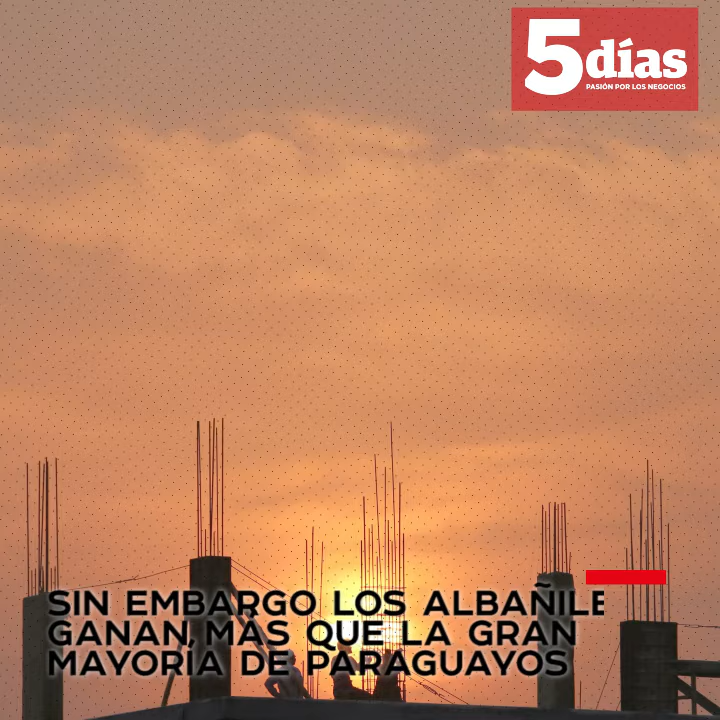 5días
PASIÓN POR LOS NEGOCIOS
SIN EMBARGO LOS ALBAÑILE
GANAN, MÁS QUE LA GRAN
MAYORÍA DE PARAGUAYOS